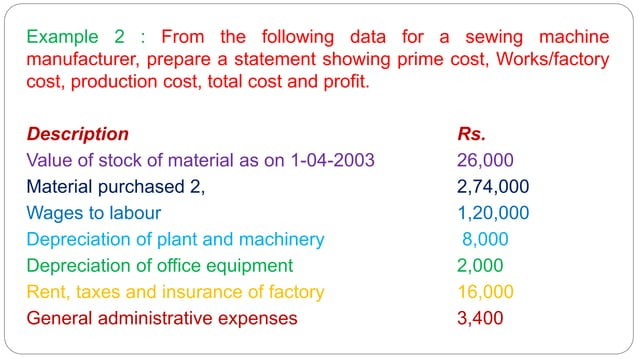 Example 2 : From the following data for a sewing machine
manufacturer, prepare a statement showing prime cost, Works/factory
cost, production cost, total cost and profit.
Description Rs.
Value of stock of material as on 1-04-2003 26,000
Material purchased 2, 2,74,000
Wages to labour 1,20,000
Depreciation of plant and machinery 8,000
Depreciation of office equipment 2,000
Rent, taxes and insurance of factory 16,000
General administrative expenses 3,400